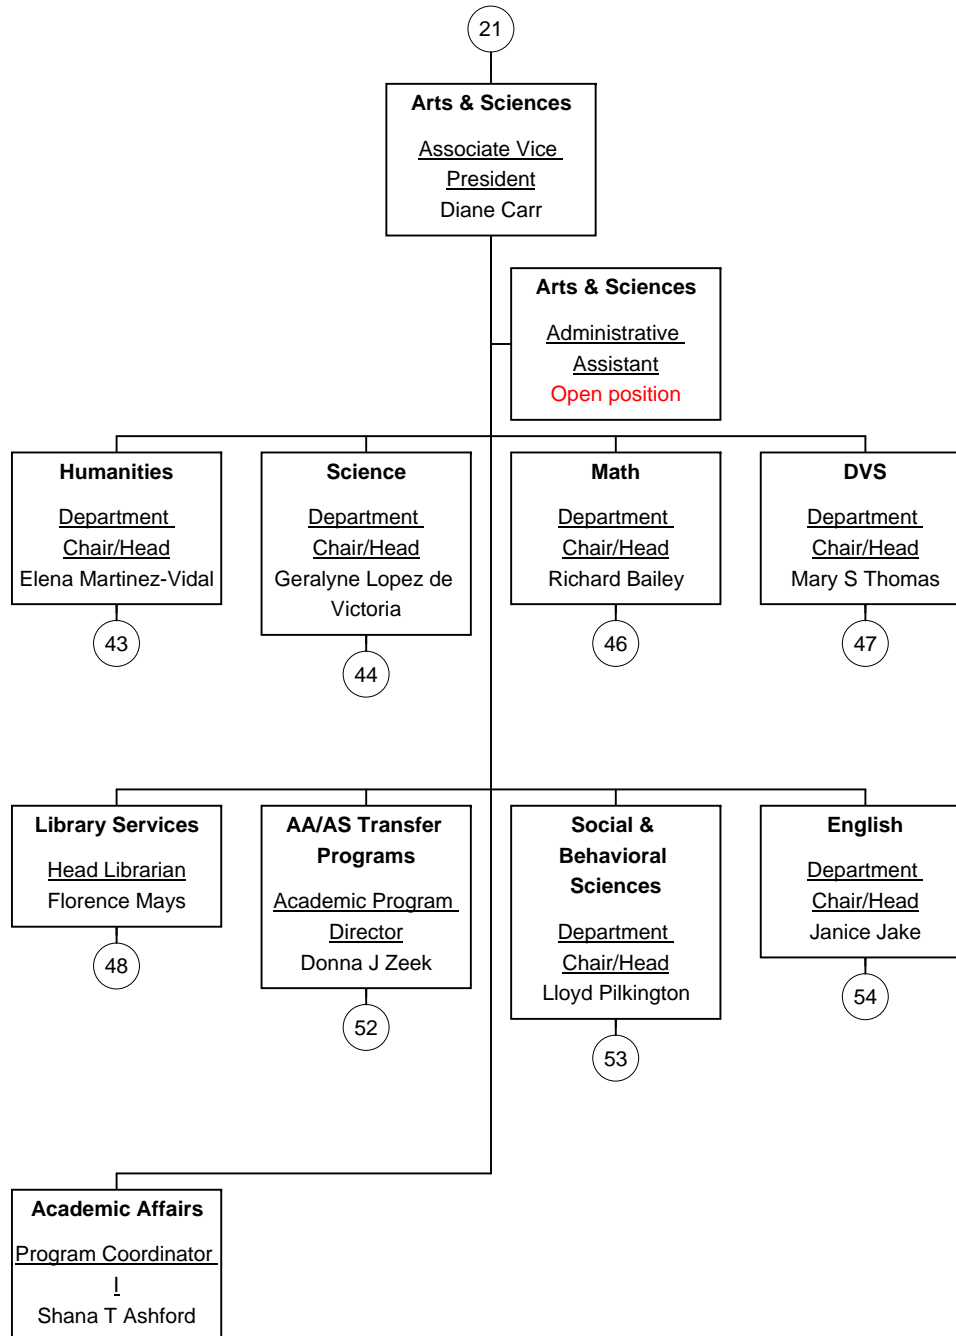 21
Arts & Sciences
Associate Vice
President
Diane Carr
Arts & Sciences
Administrative
Assistant
Open position
Humanities
Department
Chair/Head
Elena Martinez-Vidal
43
Science
Department
Chair/Head
Geralyne Lopez de
Victoria
44
Math
Department
Chair/Head
Richard Bailey
46
DVS
Department
Chair/Head
Mary S Thomas
47
Library Services
Head Librarian
Florence Mays
48
AA/AS Transfer
Programs
Academic Program
Director
Donna J Zeek
52
Social &
Behavioral
Sciences
Department
Chair/Head
Lloyd Pilkington
53
English
Department
Chair/Head
Janice Jake
54
Academic Affairs
Program Coordinator
I
Shana T Ashford